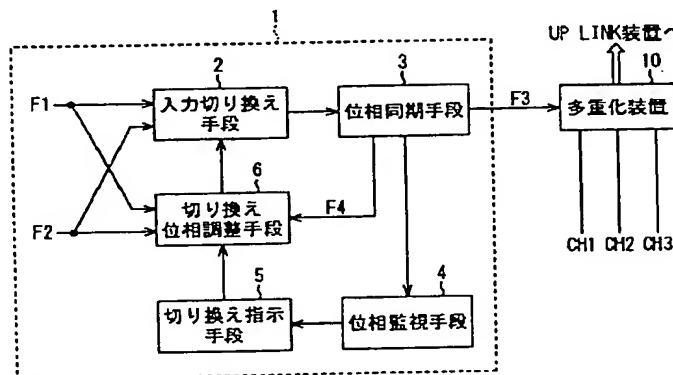 1
UP LINK装置へ
2
3
10
F1
入力切り換え
手段
位相同期手段
F3
多重化装置
6
切り換え
位相調整手段
F4
F2
CH1 CH2 CH3
5
4
切り換え指示
手段
位相監視手段